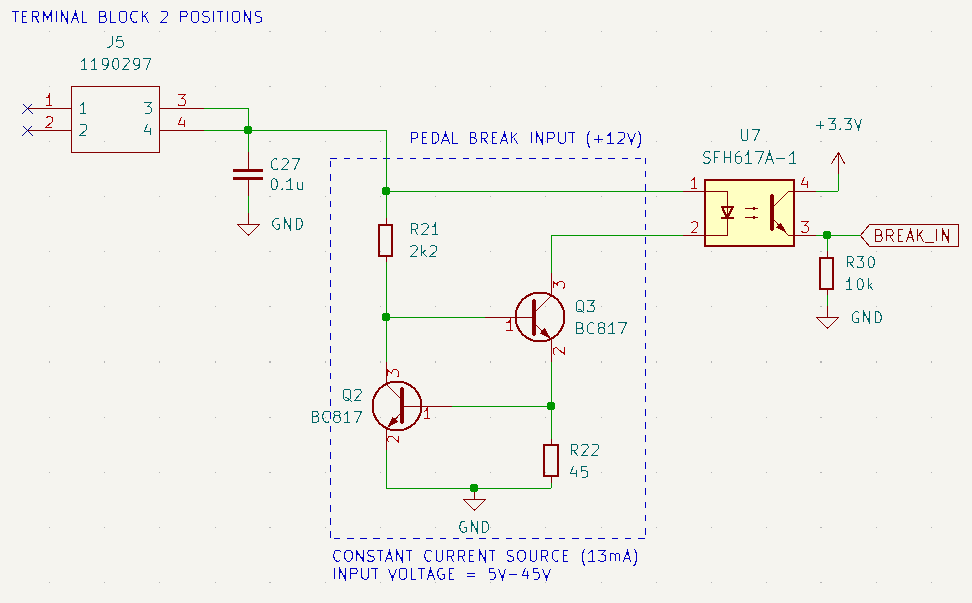 TERMINAL BLOCK 2 POSITIONS
J5
1190297
1 1 3 3
2 2 4 4
C27
0.1u
GND
PEDAL BREAK INPUT (+12V)
R21
2k2
1
3
2
Q3
BC817
Q2
BC817
3
1
2
R22
45
GND
CONSTANT CURRENT SOURCE (13mA)
INPUT VOLTAGE = 5V-45V
U7
SFH617A-1
1 4
2 3
+3.3V
BREAK_IN
R30
10k
GND